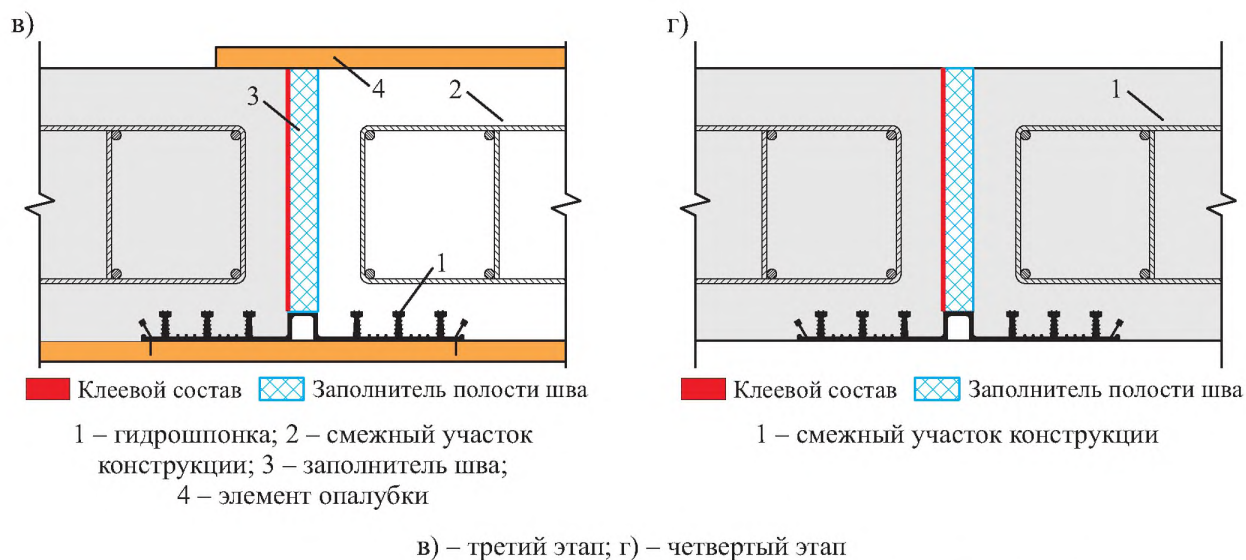 в)
4
3
2
1
Клеевой состав
Заполнитель полости шва
1 – гидрошпонка; 2 – смежный участок
конструкции; 3 – заполнитель шва;
4 – элемент опалубки
г)
1
Клеевой состав
Заполнитель полости шва
1 – смежный участок конструкции
в) – третий этап; г) – четвертый этап